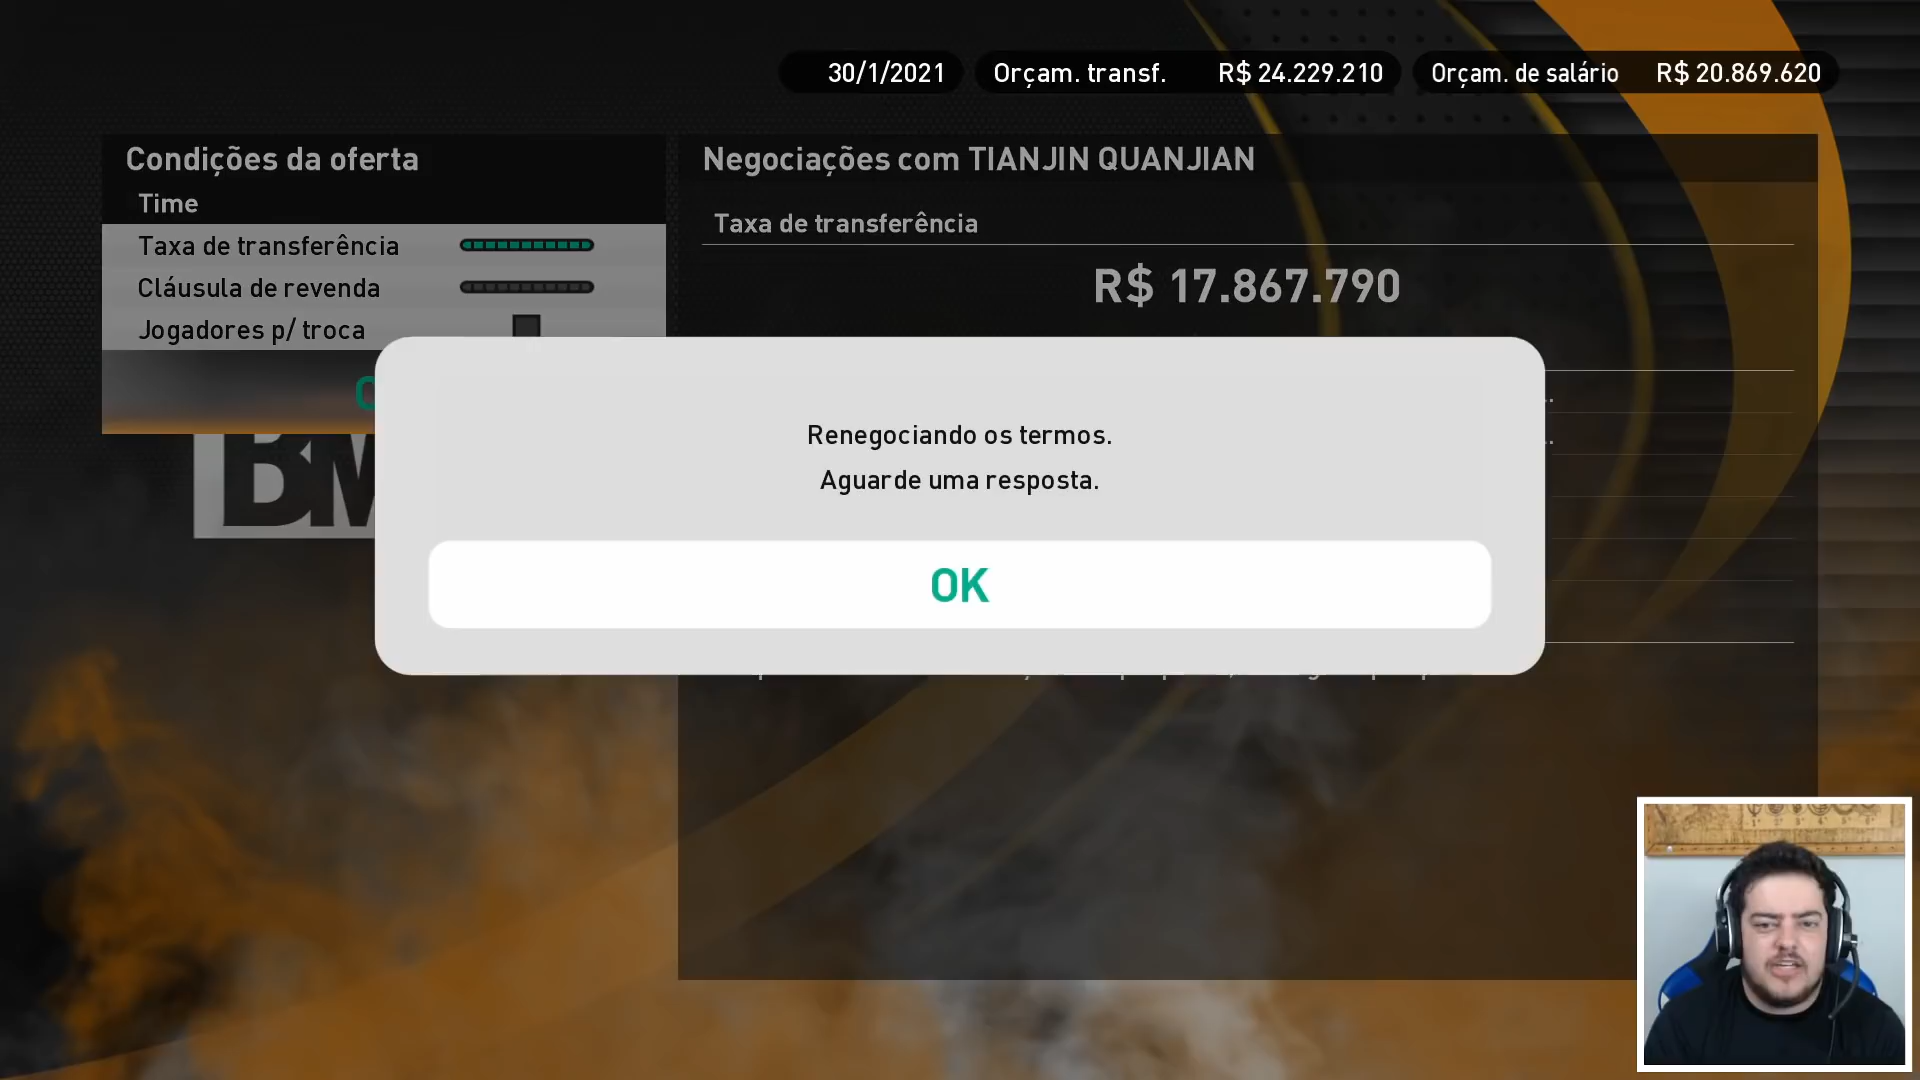 30/1/2021 Orçam. transf. R$ 24.229.210 Orçam. de salário R$ 20.869.620
Condições da oferta
Time
Taxa de transferência
Cláusula de revenda
Jogadores p/ troca
Negociações com TIANJIN QUANJIAN
Taxa de transferência
R$ 17.867.790
Renegociando os termos.
Aguarde uma resposta.
OK